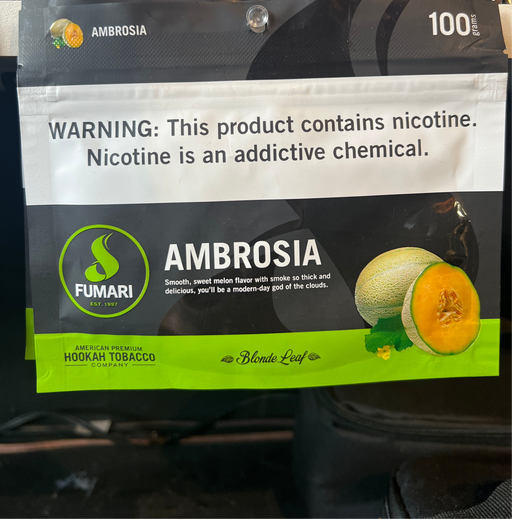 AMBROSIA
100 grams
WARNING: This product contains nicotine.
Nicotine is an addictive chemical.
FUMARI
EST. 1997
AMBROSIA
Smooth, sweet melon flavor with smoke so thick and
delicious, you'll be a modern-day god of the clouds.
AMERICAN PREMIUM
HOOKAH TOBACCO
COMPANY
Blonde Leaf